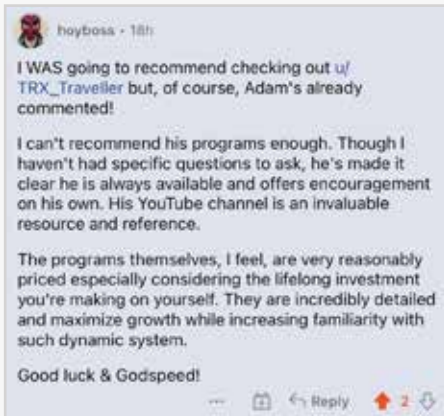 hoyboss · 18h
I WAS going to recommend checking out u/
TRX_Traveller but, of course, Adam's already
commented!
I can't recommend his programs enough. Though I
haven't had specific questions to ask, he's made it
clear he is always available and offers encouragement
on his own. His YouTube channel is an invaluable
resource and reference.
The programs themselves, I feel, are very reasonably
priced especially considering the lifelong investment
you're making on yourself. They are incredibly detailed
and maximize growth while increasing familiarity with
such dynamic system.
Good luck & Godspeed!
... Reply 2